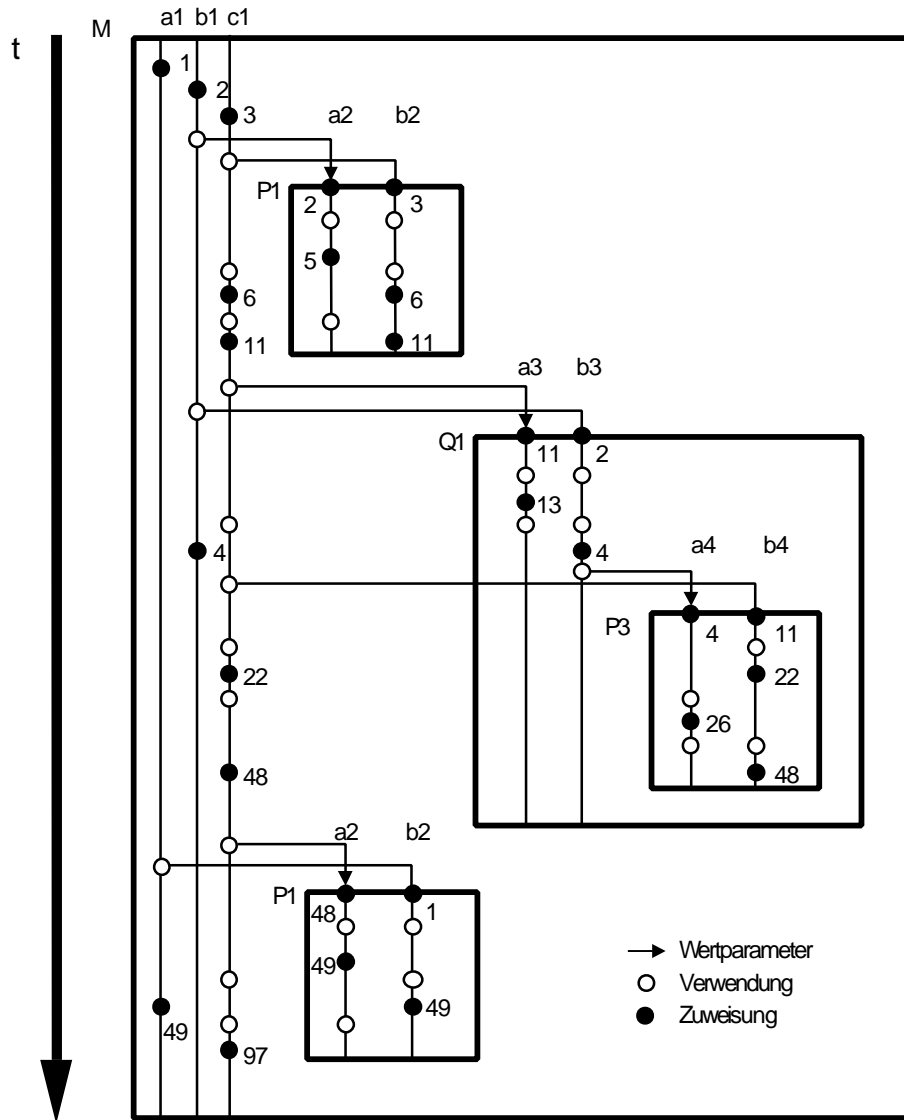 a1 b1 c1
M
t
1
2
3
a2 b2
P1
2 3
5
6 6
11 11
a3 b3
Q1
11 2
13
4 4
a4 b4
P3
4 11
22 22
26
48 48
a2 b2
P1
48 1
49
49 49
97
Wertparameter
Verwendung
Zuweisung